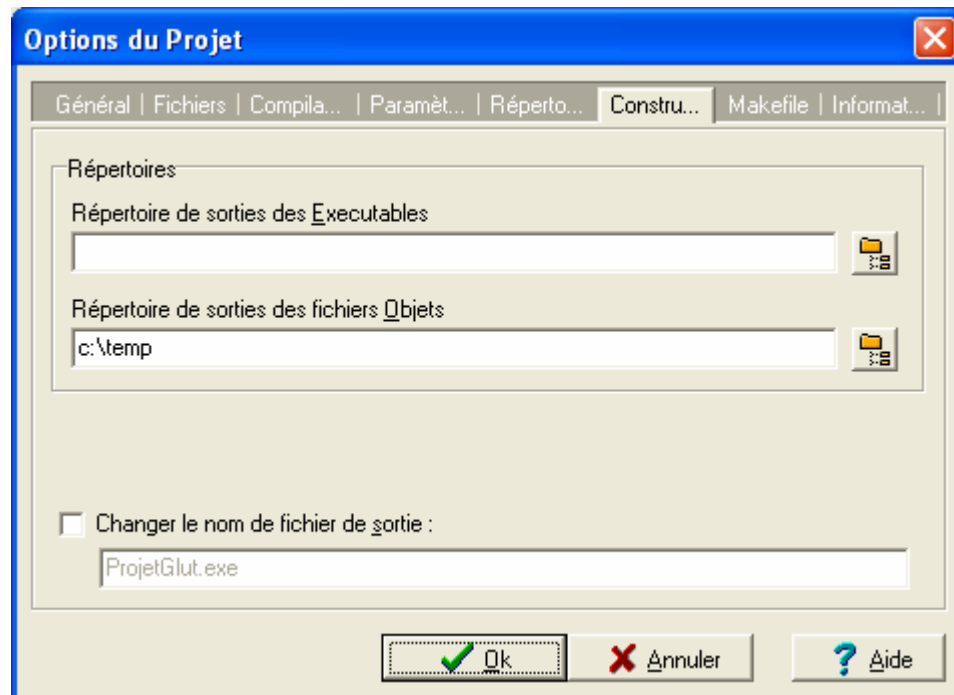 Options du Projet
Général | Fichiers | Compila... | Paramèt... | Réperto... | Constru... | Makefile | Informat... |
Répertoires
Répertoire de sorties des Executables
Répertoire de sorties des fichiers Objets
c:\temp
Changer le nom de fichier de sortie :
ProjetGlut.exe
Ok Annuler ? Aide